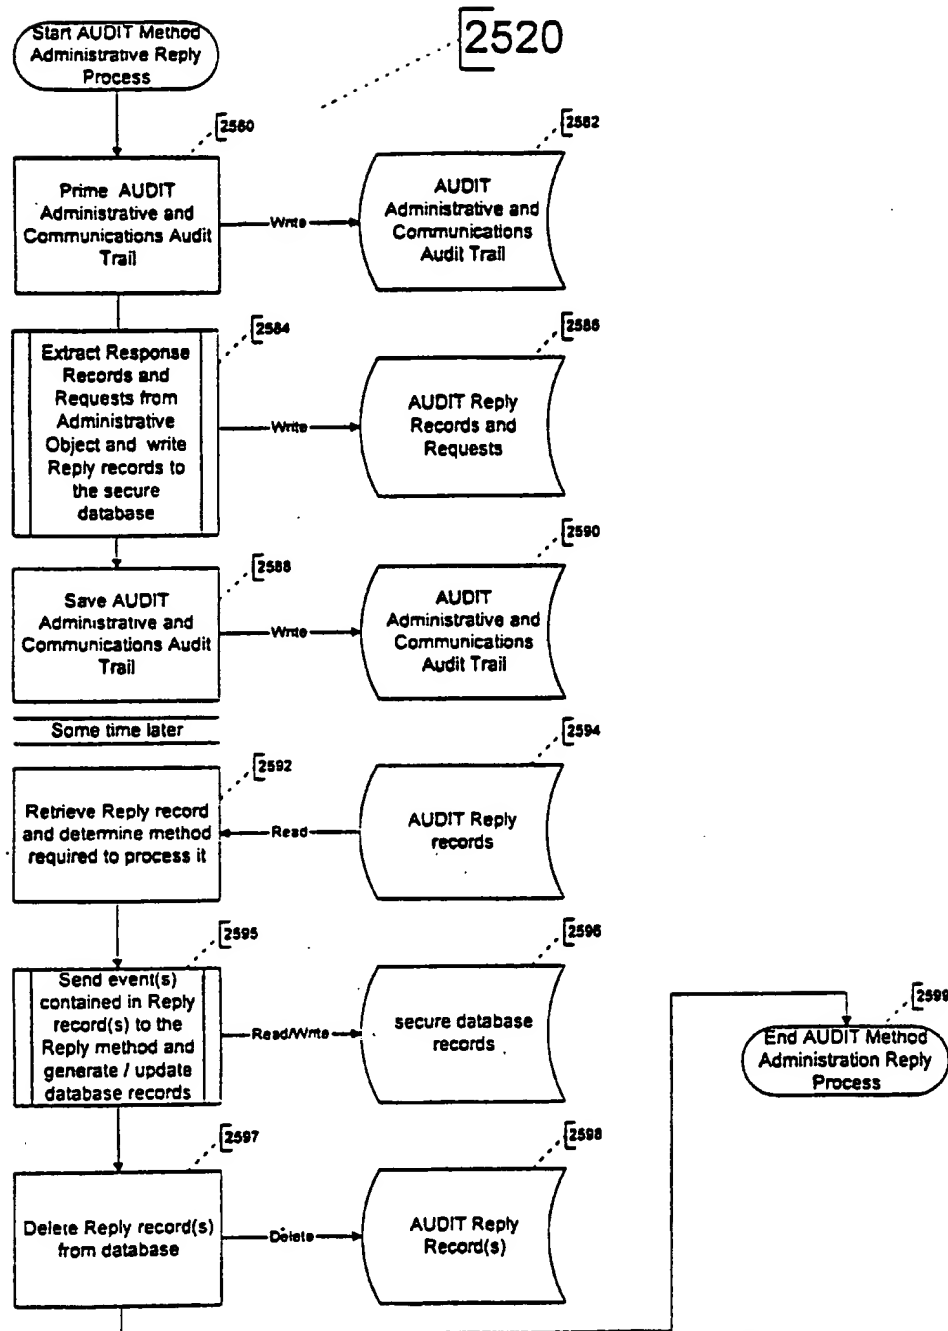 Start AUDIT Method
Administrative Reply
Process
2520
2580
Prime AUDIT
Administrative and
Communications Audit
Trail
Write
2582
AUDIT
Administrative and
Communications
Audit Trail
2584
Extract Response
Records and
Requests from
Administrative
Object and write
Reply records to
the secure
database
Write
2586
AUDIT Reply
Records and
Requests
2588
Save AUDIT
Administrative and
Communications Audit
Trail
Write
2590
AUDIT
Administrative and
Communications
Audit Trail
Some time later
2592
Retrieve Reply record
and determine method
required to process it
Read
2594
AUDIT Reply
records
2595
Send event(s)
contained in Reply
record(s) to the
Reply method and
generate / update
database records
Read/Write
2596
secure database
records
2597
Delete Reply record(s)
from database
Delete
2598
AUDIT Reply
Record(s)
2599
End AUDIT Method
Administration Reply
Process